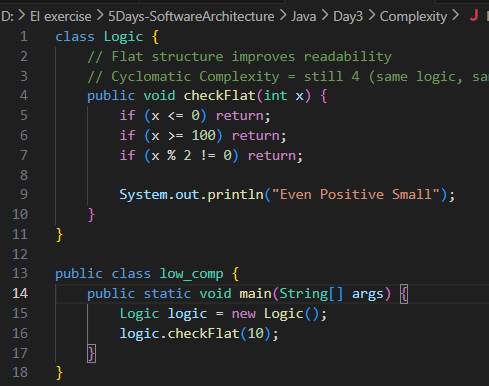 D: > EI exercise > 5Days-SoftwareArchitecture > Java > Day3 > Complexity > J
1 class Logic {
2 // Flat structure improves readability
3 // Cyclomatic Complexity = still 4 (same logic,
4 public void checkFlat(int x) {
5 if (x <= 0) return;
6 if (x >= 100) return;
7 if (x % 2 != 0) return;
8
9 System.out.println("Even Positive Small");
10 }
11 }
12
13 public class low_comp {
14 public static void main(String[] args) {
15 Logic logic = new Logic();
16 logic.checkFlat(10);
17 }
18 }